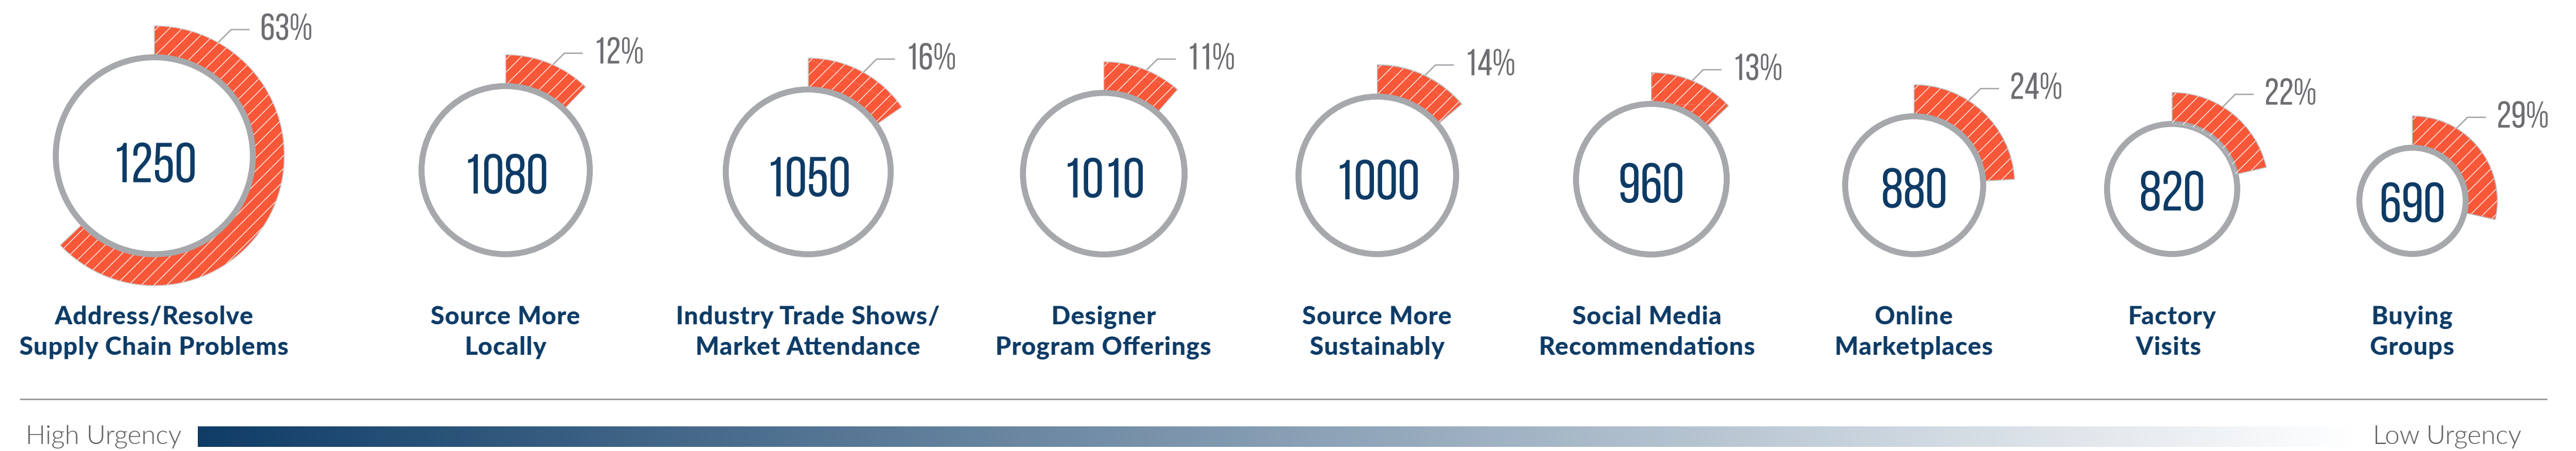 63%
12%
16%
11%
14%
13%
24%
22%
29%
1250
1080
1050
1010
1000
960
880
820
690
Address/Resolve
Supply Chain Problems
Source More
Locally
Industry Trade Shows/
Market Attendance
Designer
Program Offerings
Source More
Sustainably
Social Media
Recommendations
Online
Marketplaces
Factory
Visits
Buying
Groups
High Urgency
Low Urgency